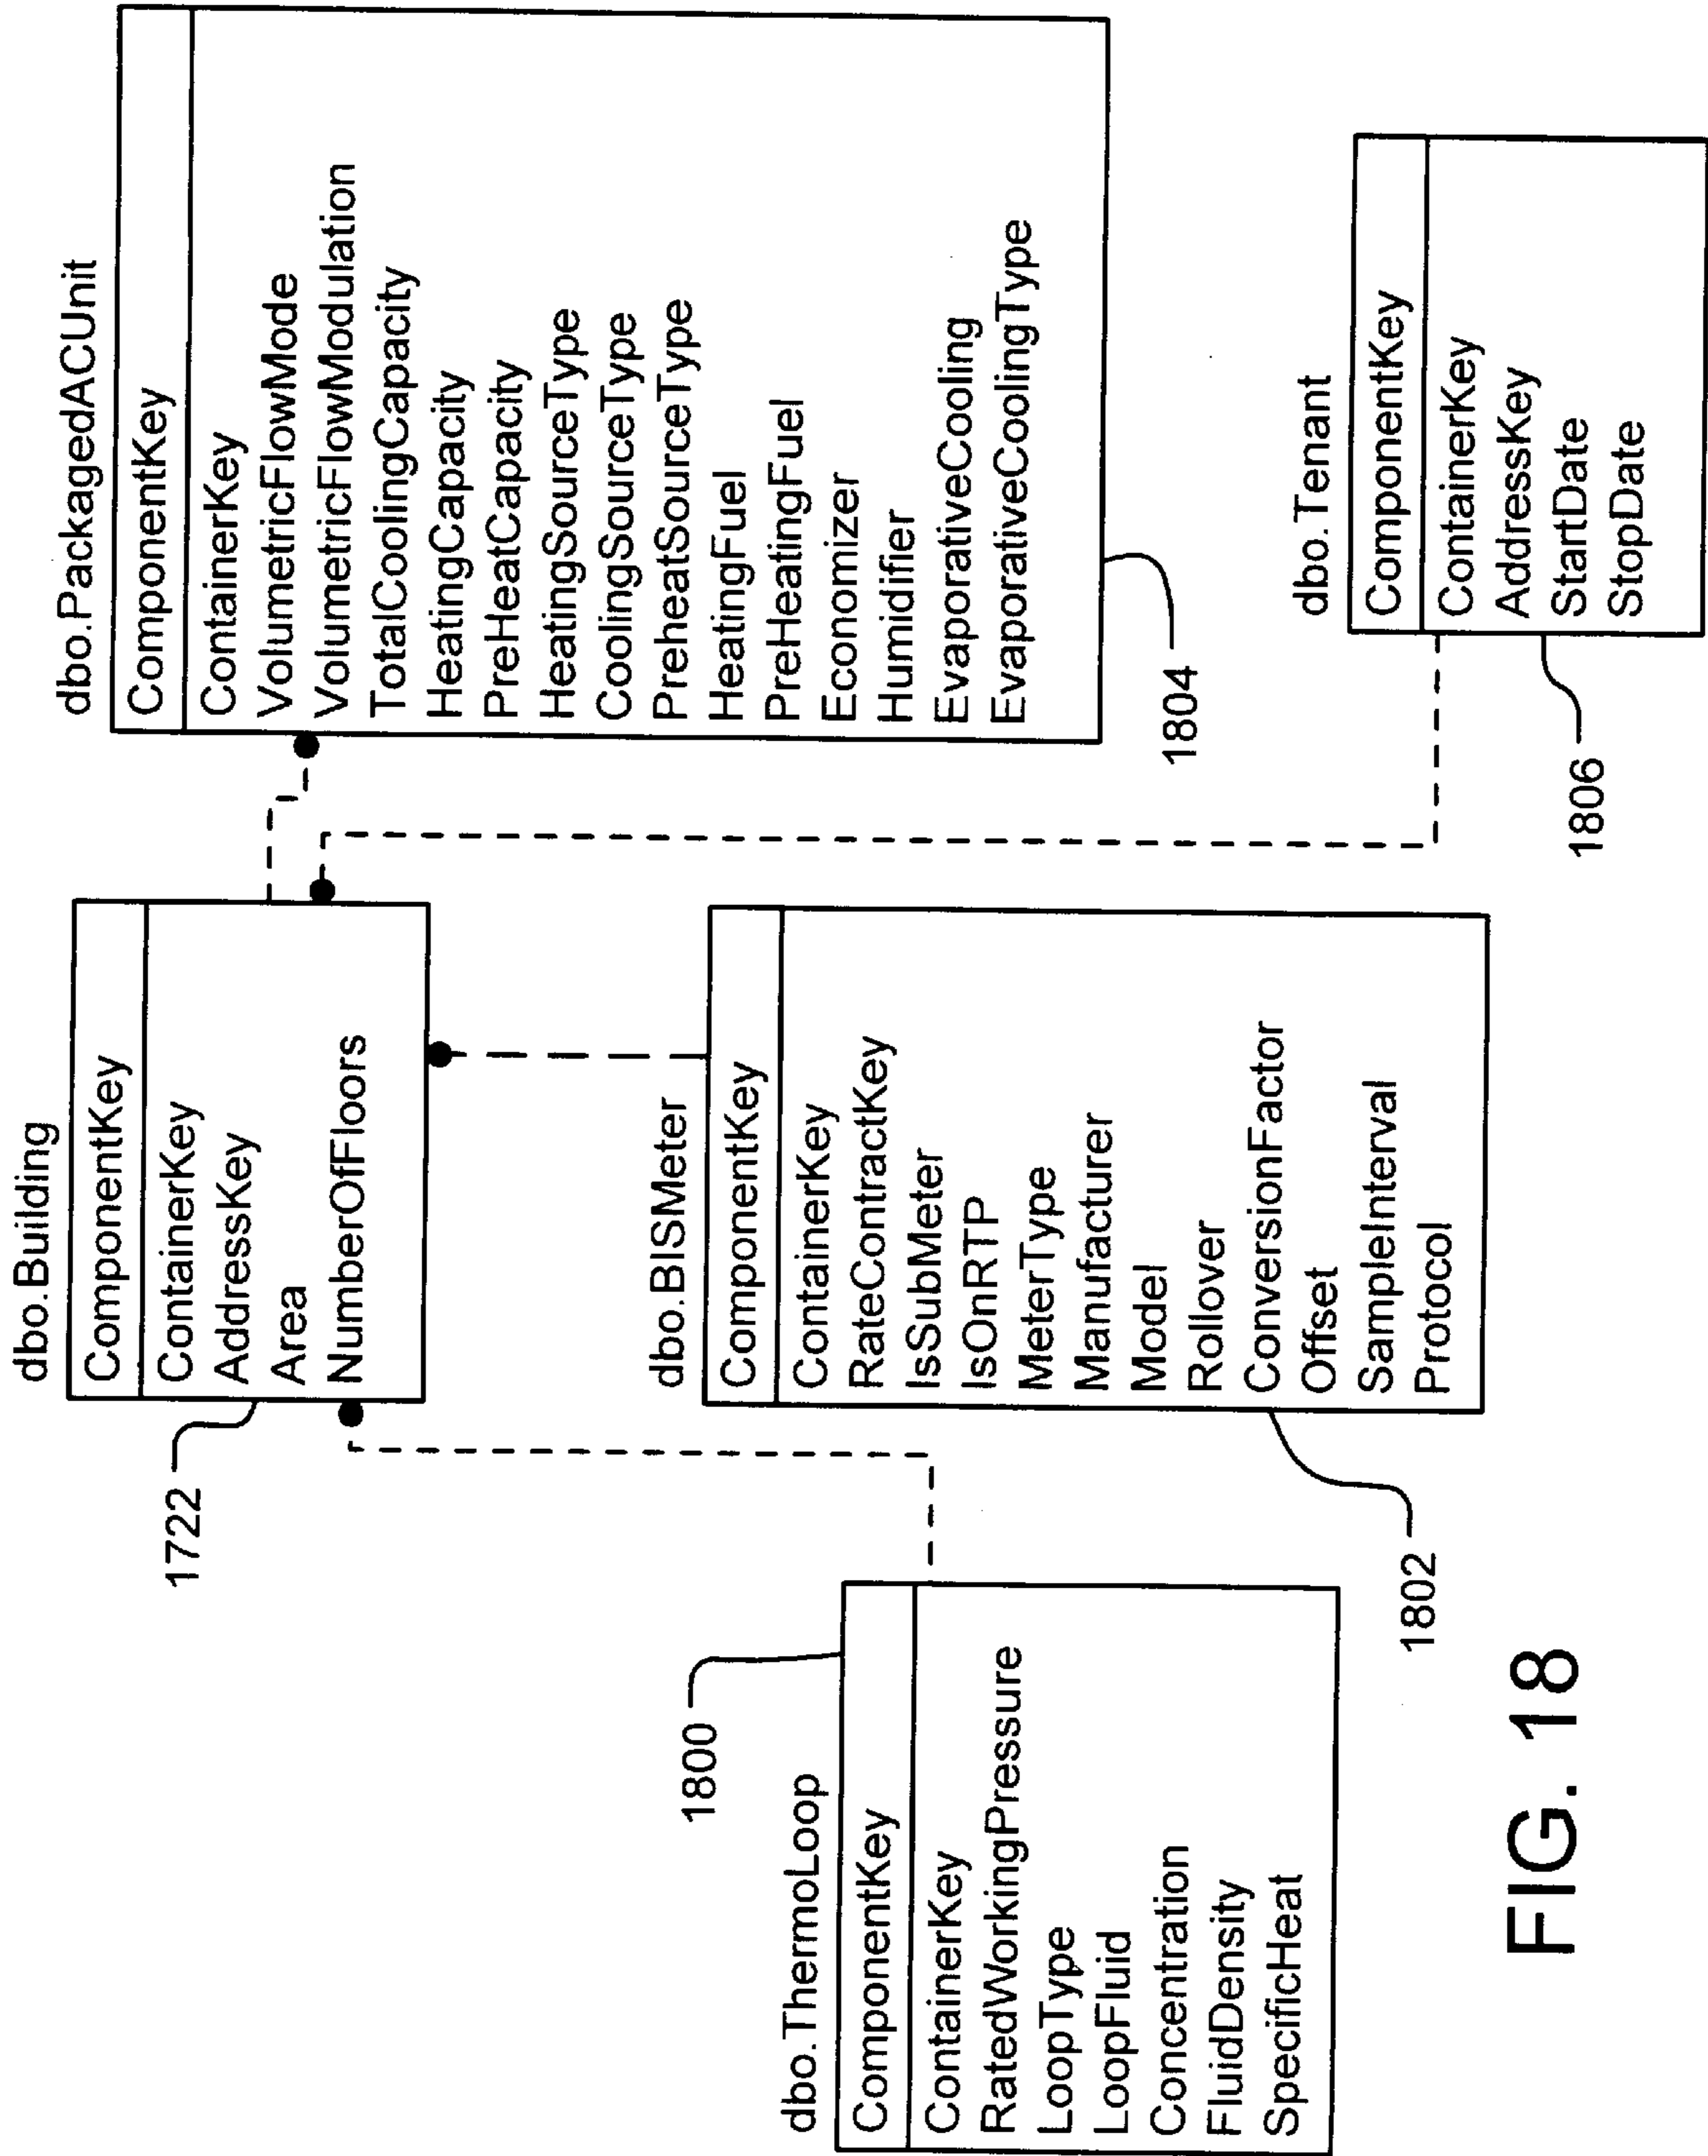 dbo.Building
ComponentKey
ContainerKey
AddressKey
Area
NumberOfFloors
1722
dbo.PackagedACUnit
ComponentKey
ContainerKey
VolumetricFlowMode
VolumetricFlowModulation
TotalCoolingCapacity
HeatingCapacity
PreHeatCapacity
HeatingSourceType
CoolingSourceType
PreheatSourceType
HeatingFuel
PreHeatingFuel
Economizer
Humidifier
EvaporativeCooling
EvaporativeCoolingType
1804
dbo.ThermoLoop
ComponentKey
ContainerKey
RatedWorkingPressure
LoopType
LoopFluid
Concentration
FluidDensity
SpecificHeat
1800
dbo.BISMeter
ComponentKey
ContainerKey
RateContractKey
IsSubMeter
IsOnRTP
MeterType
Manufacturer
Model
Rollover
ConversionFactor
Offset
SampleInterval
Protocol
1802
dbo.Tenant
ComponentKey
ContainerKey
AddressKey
StartDate
StopDate
1806
FIG. 18